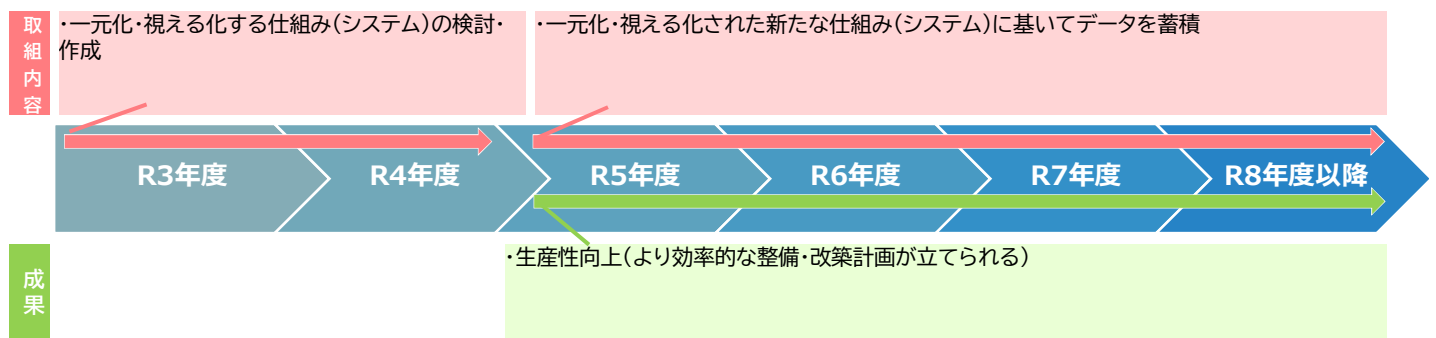 取組内容
・一元化・視える化する仕組み（システム）の検討・
作成
・一元化・視える化された新たな仕組み（システム）に基いてデータを蓄積
R3年度
R4年度
R5年度
R6年度
R7年度
R8年度以降
成果
・生産性向上（より効率的な整備・改築計画が立てられる）